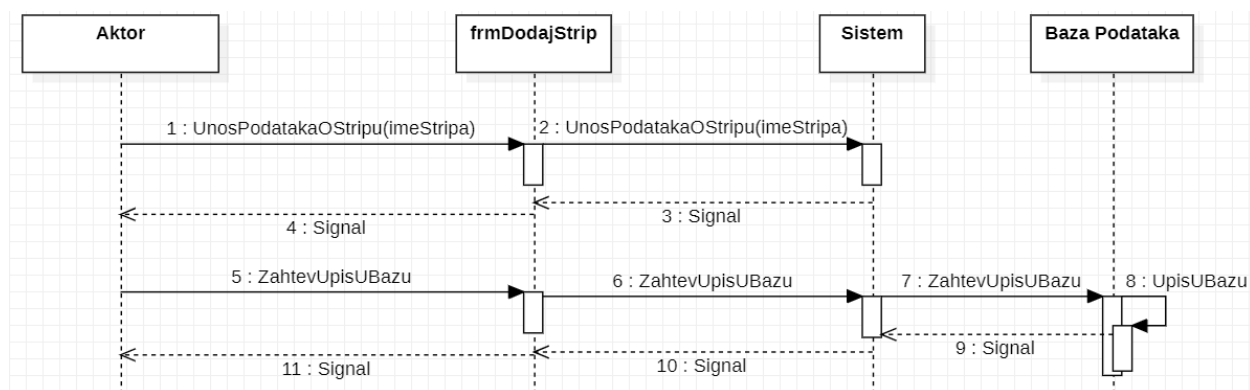 Aktor
frmDodajStrip
Sistem
Baza Podataka
1 : UnosPodatakaOStripu(imeStripa)
2 : UnosPodatakaOStripu(imeStripa)
3 : Signal
4 : Signal
5 : ZahtevUpisUBazu
6 : ZahtevUpisUBazu
7 : ZahtevUpisUBazu
8 : UpisUBazu
9 : Signal
10 : Signal
11 : Signal